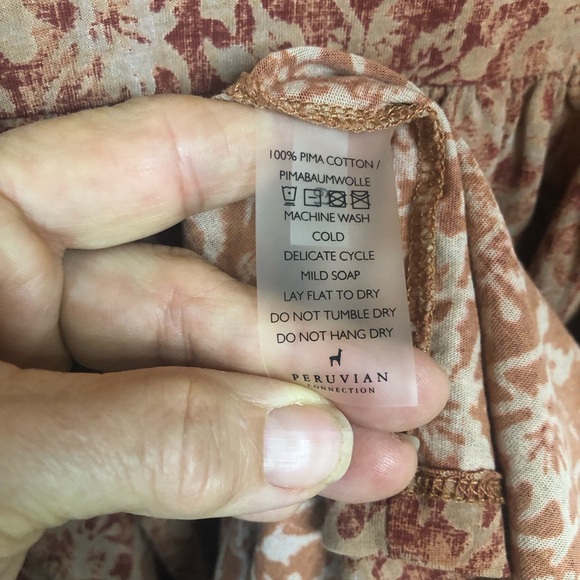 100% PIMA COTTON /
PIMABAUMWOLLE
MACHINE WASH
COLD
DELICATE CYCLE
MILD SOAP
LAY FLAT TO DRY
DO NOT TUMBLE DRY
DO NOT HANG DRY
PERUVIAN
CONNECTION